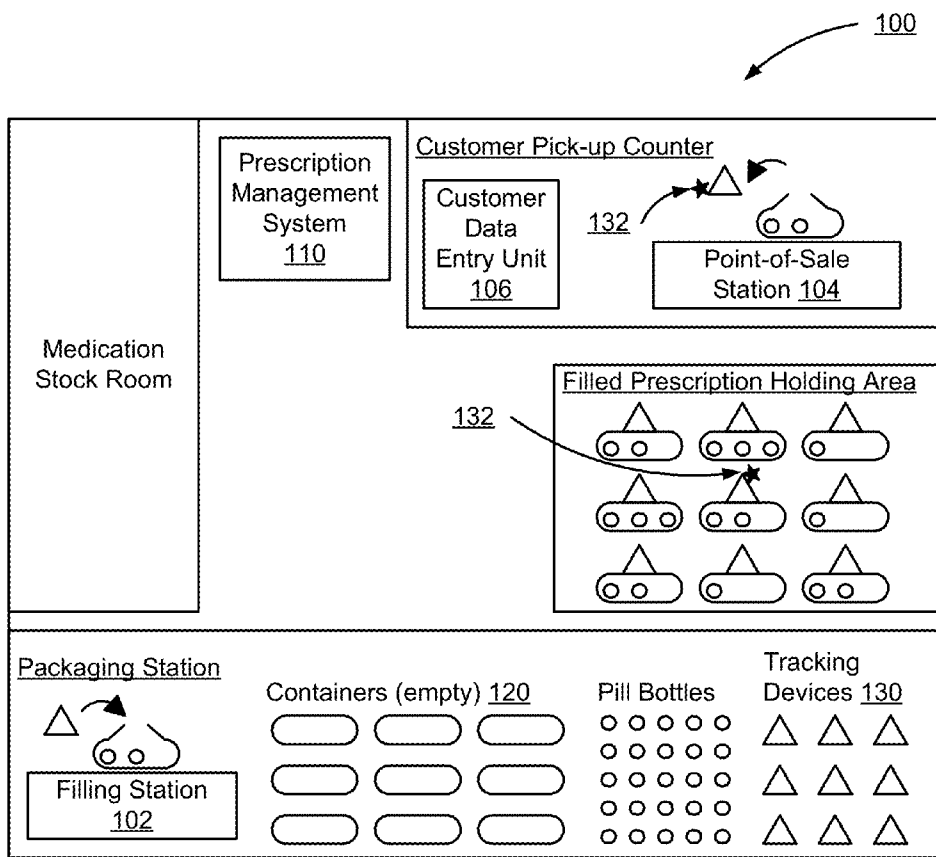 100
Prescription
Management
System
110
Customer Pick-up Counter
132
Customer
Data
Entry Unit
106
Point-of-Sale
Station 104
Medication
Stock Room
Filled Prescription Holding Area
132
Packaging Station
Filling Station
102
Containers (empty) 120
Pill Bottles
Tracking
Devices 130